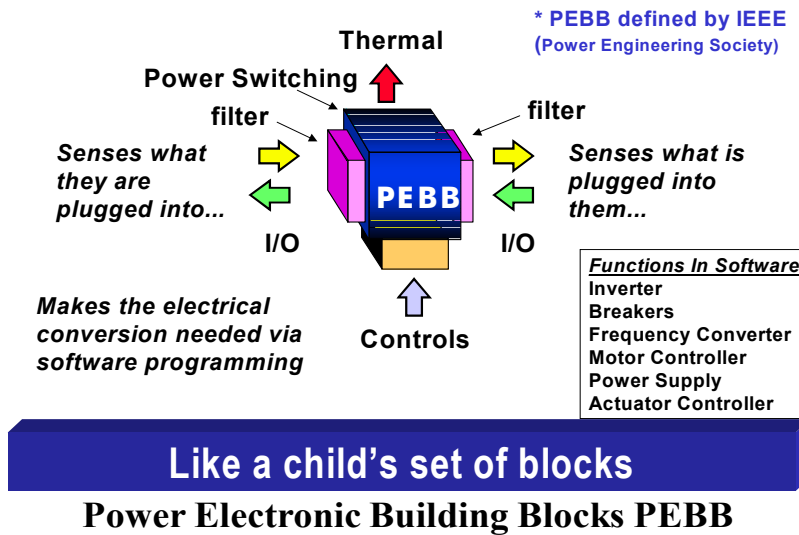 * PEBB defined by IEEE
(Power Engineering Society)
Thermal
Power Switching
filter
filter
Senses what
they are
plugged into...
Senses what is
plugged into
them...
PEBB
I/O
I/O
Makes the electrical
conversion needed via
software programming
Controls
Functions In Software
Inverter
Breakers
Frequency Converter
Motor Controller
Power Supply
Actuator Controller
Like a child's set of blocks
Power Electronic Building Blocks PEBB